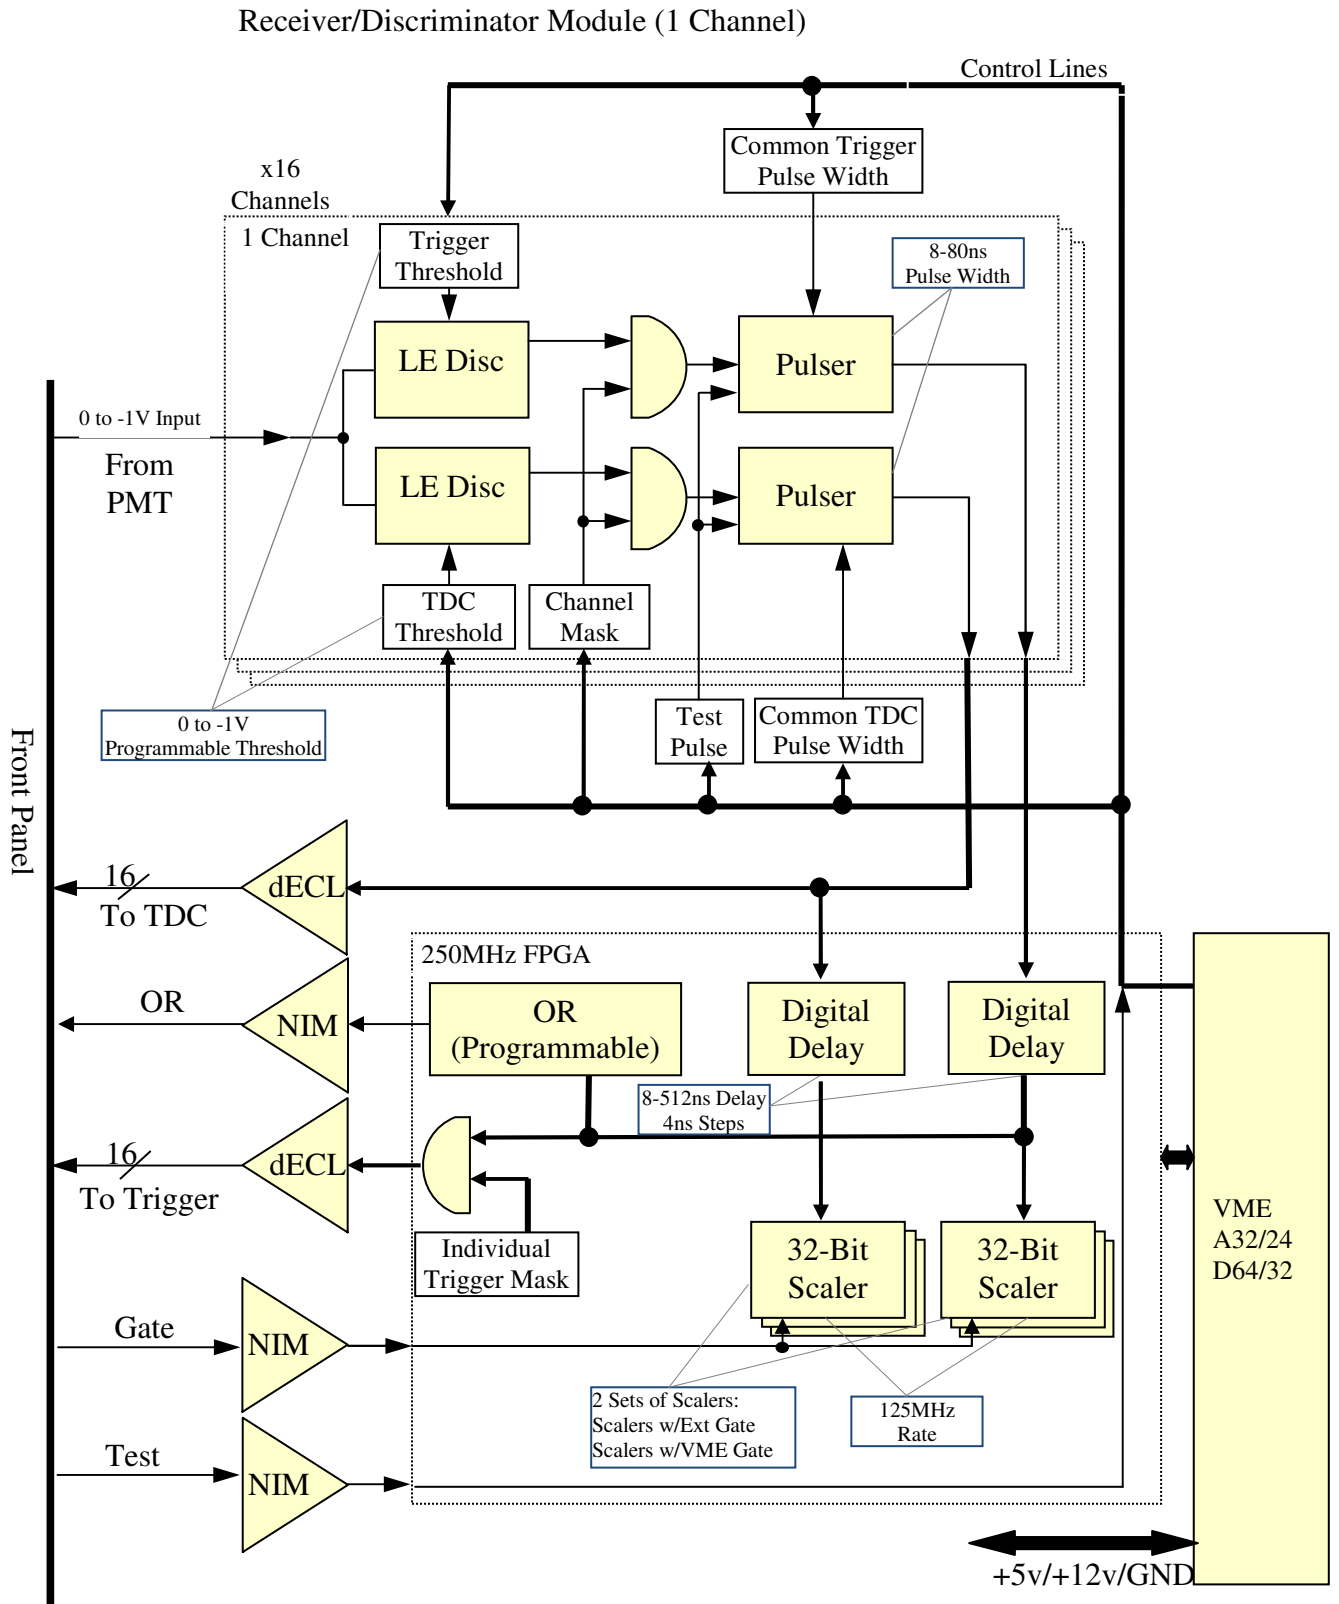 Receiver/Discriminator Module (1 Channel)
Control Lines
Common Trigger
Pulse Width
x16
Channels
1 Channel
Trigger
Threshold
8-80ns
Pulse Width
LE Disc
Pulser
0 to -1V Input
From
PMT
LE Disc
Pulser
TDC
Threshold
Channel
Mask
Test
Pulse
Common TDC
Pulse Width
0 to -1V
Programmable Threshold
Front Panel
16
To TDC
dECL
250MHz FPGA
OR
NIM
OR
(Programmable)
Digital
Delay
Digital
Delay
8-512ns Delay
4ns Steps
16
To Trigger
dECL
Individual
Trigger Mask
32-Bit
Scaler
32-Bit
Scaler
VME
A32/24
D64/32
Gate
NIM
2 Sets of Scalers:
Scalers w/Ext Gate
Scalers w/VME Gate
125MHz
Rate
Test
NIM
+5v/+12v/GND